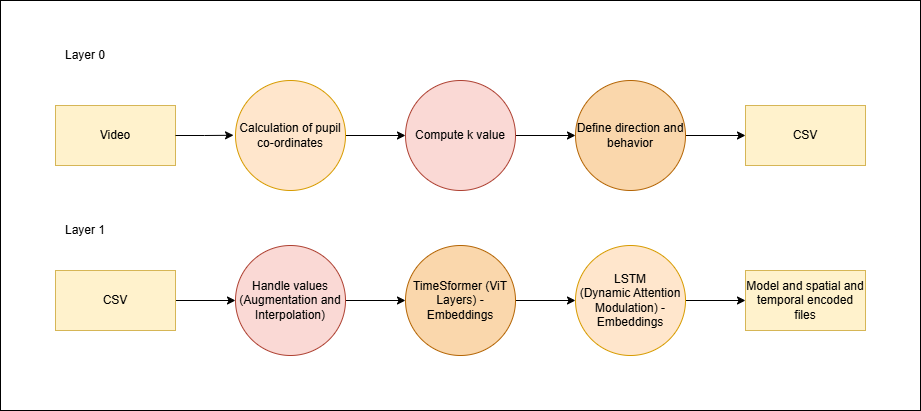 Layer 0
Video
Calculation of pupil
co-ordinates
Compute k value
Define direction and
behavior
CSV
Layer 1
CSV
Handle values
(Augmentation and
Interpolation)
TimeSformer (ViT
Layers) -
Embeddings
LSTM
(Dynamic Attention
Modulation) -
Embeddings
Model and spatial and
temporal encoded
files